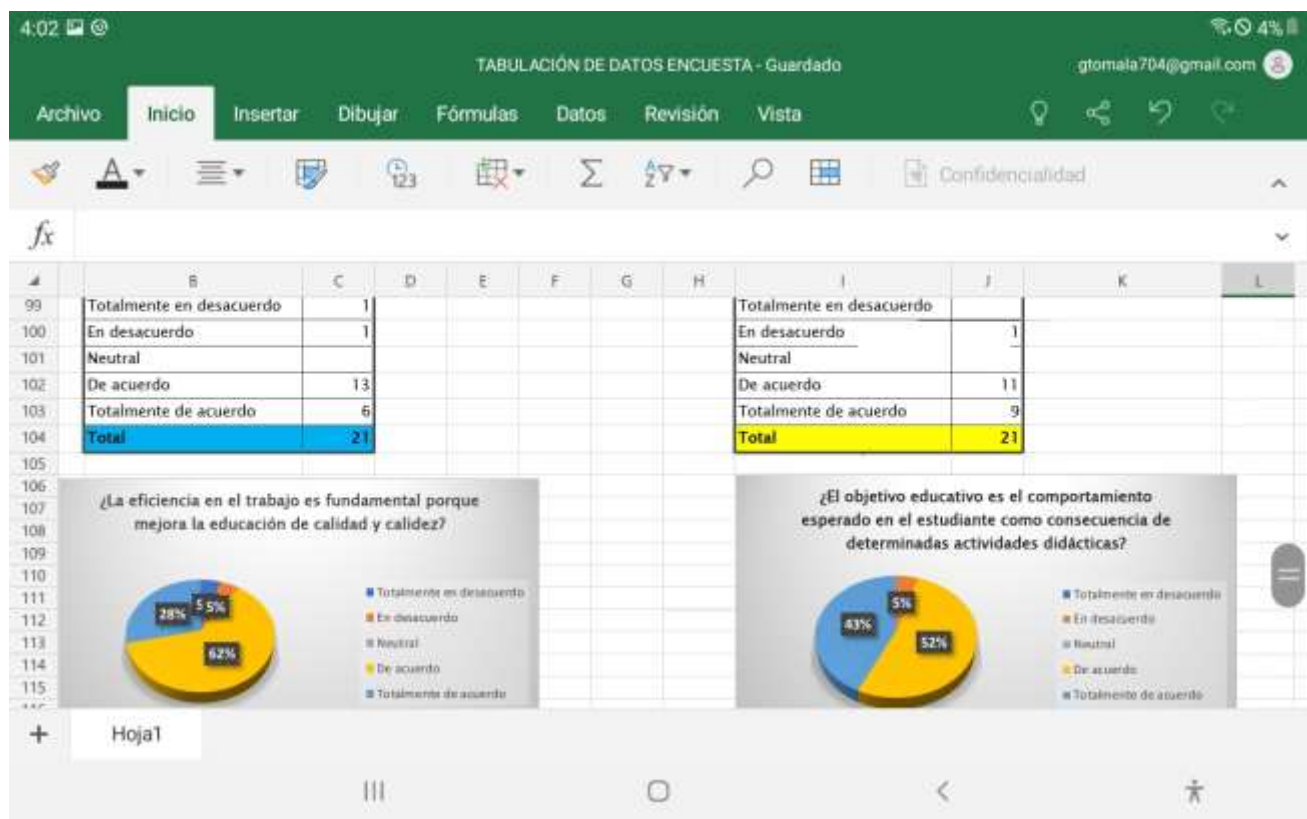 4:02 4%
TABULACIÓN DE DATOS ENCUESTA - Guardado gtomala704@gmail.com
Archivo Inicio Insertar Dibujar Fórmulas Datos Revisión Vista
A 123 Σ A Z Confidencialidad
fx
B C D E F G H I J K L
99 Totalmente en desacuerdo 1 Totalmente en desacuerdo
100 En desacuerdo 1 En desacuerdo 1
101 Neutral Neutral
102 De acuerdo 13 De acuerdo 11
103 Totalmente de acuerdo 6 Totalmente de acuerdo 9
104 Total 21 Total 21
105
106
107
108
109
110
111
112
113
114
115
¿La eficiencia en el trabajo es fundamental porque
mejora la educación de calidad y calidez?
28% 5 5%
62%
Totalmente en desacuerdo
En desacuerdo
Neutral
De acuerdo
Totalmente de acuerdo
¿El objetivo educativo es el comportamiento
esperado en el estudiante como consecuencia de
determinadas actividades didácticas?
5%
43%
52%
Totalmente en desacuerdo
En desacuerdo
Neutral
De acuerdo
Totalmente de acuerdo
+ Hoja1